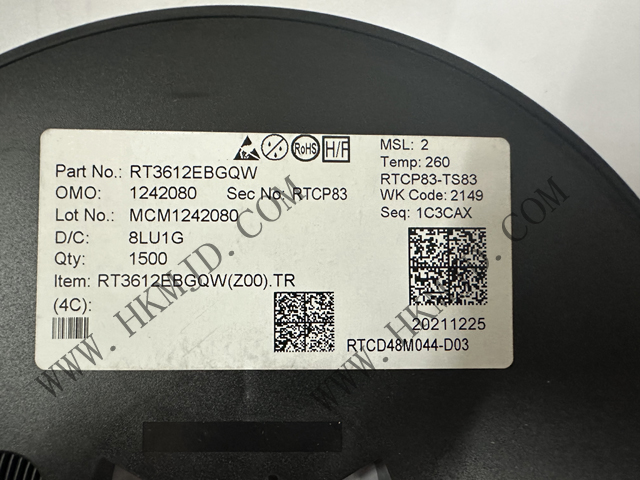 RoHS H/F
Part No.: RT3612EBGQW
OMO: 1242080 Sec No: RTCP83
Lot No.: MCM1242080
D/C: 8LU1G
Qty: 1500
Item: RT3612EBGQW(Z00).TR
(4C):
MSL: 2
Temp: 260
RTCP83-TS83
WK Code: 2149
Seq: 1C3CAX
20211225
RTCD48M044-D03
WWW.HKMJD.COM
WWW.HKMJD.COM